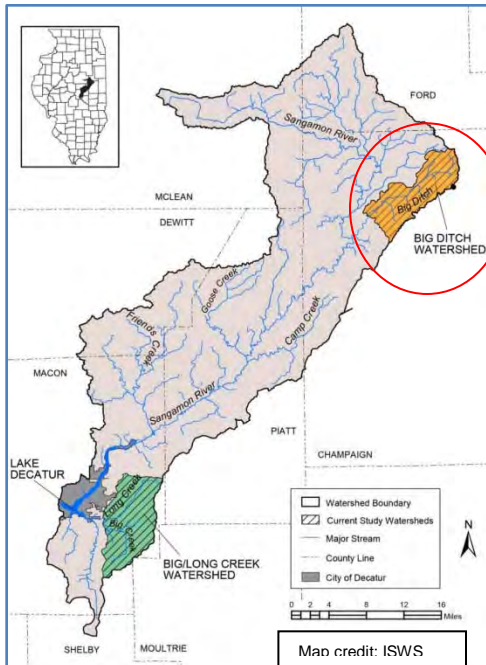 FORD
Sangamon River
MCLEAN
DEWITT
Big Ditch
BIG DITCH
WATERSHED
Goose Creek
Friends
Creek
Camp Creek
MACON
Sangamon River
PIATT
CHAMPAIGN
LAKE
DECATUR
Long Creek
Big Creek
BIG/LONG CREEK
WATERSHED
Watershed Boundary
Current Study Watersheds
Major Stream
County Line
City of Decatur
N
0 2 4 8 12 16
Miles
SHELBY
MOULTRIE
Map credit: ISWS